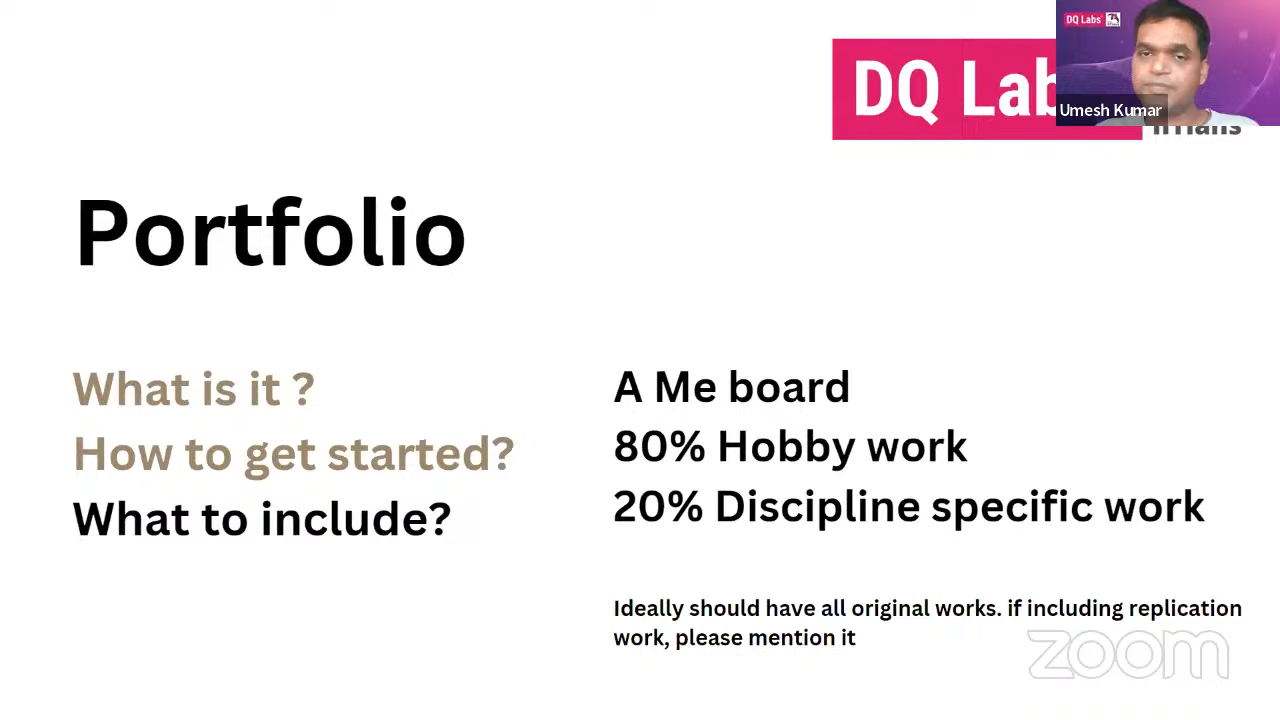 DQ Labs
DQ Lab
Umesh Kumar
Portfolio
What is it ?
How to get started?
What to include?
A Me board
80% Hobby work
20% Discipline specific work
Ideally should have all original works. if including replication
work, please mention it
zoom